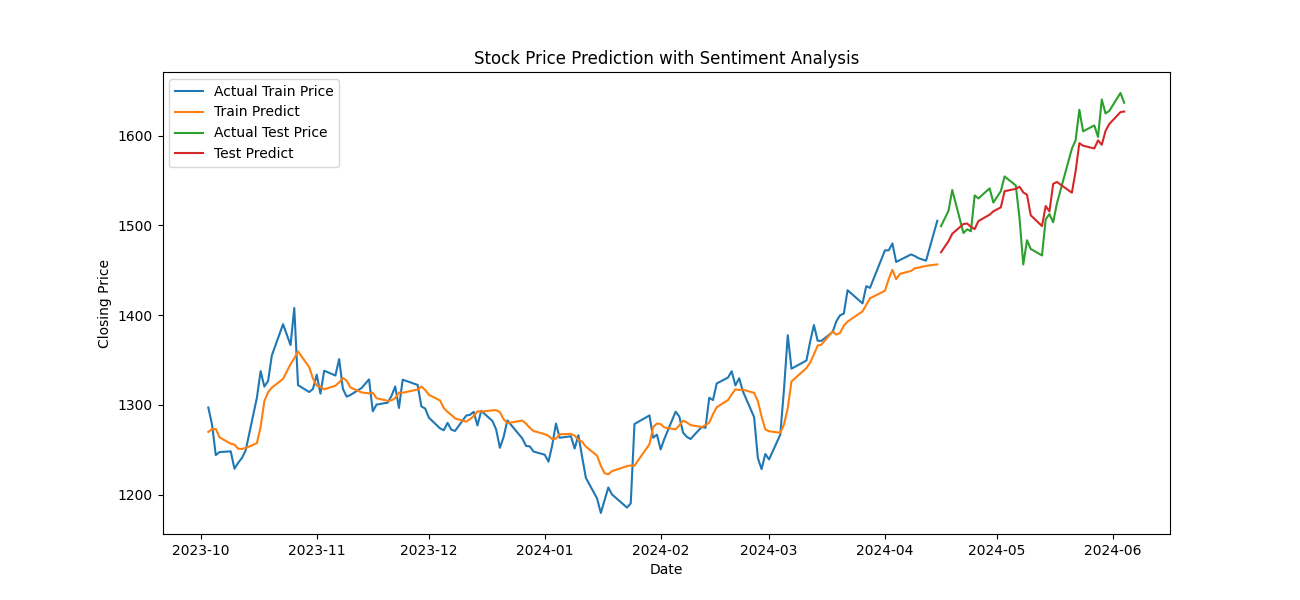 Stock Price Prediction with Sentiment Analysis
Actual Train Price
Train Predict
Actual Test Price
Test Predict
Closing Price
1600
1500
1400
1300
1200
2023-10 2023-11 2023-12 2024-01 2024-02 2024-03 2024-04 2024-05 2024-06
Date